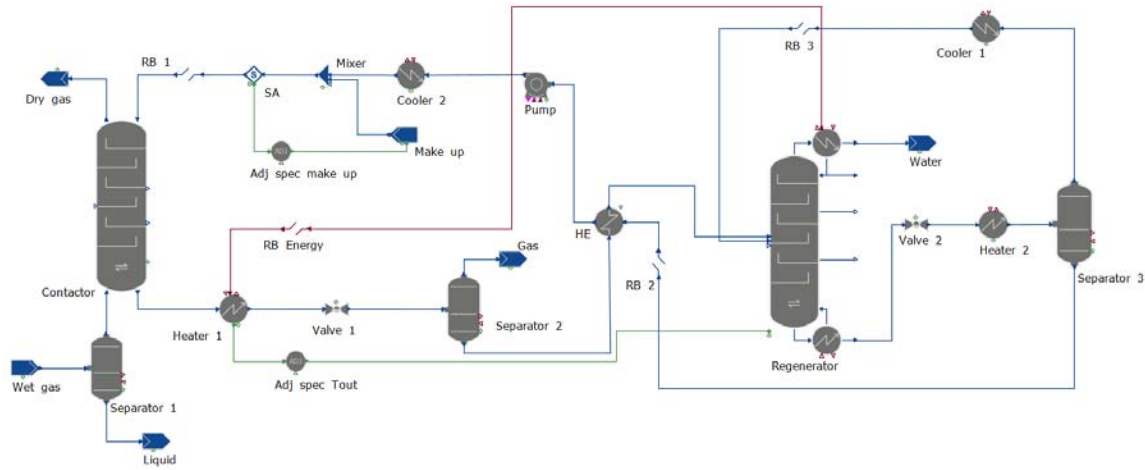 RB 1
Mixer
RB 3
Cooler 1
Dry gas
SA
Cooler 2
Pump
Make up
Water
Adj spec make up
RB Energy
Gas
HE
Valve 2
Heater 2
RB 2
Separator 3
Contactor
Heater 1
Valve 1
Separator 2
Regenerator
Adj spec Tout
Wet gas
Separator 1
Liquid